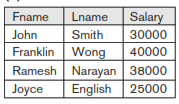 Fname Lname Salary
John Smith 30000
Franklin Wong 40000
Ramesh Narayan 38000
Joyce English 25000